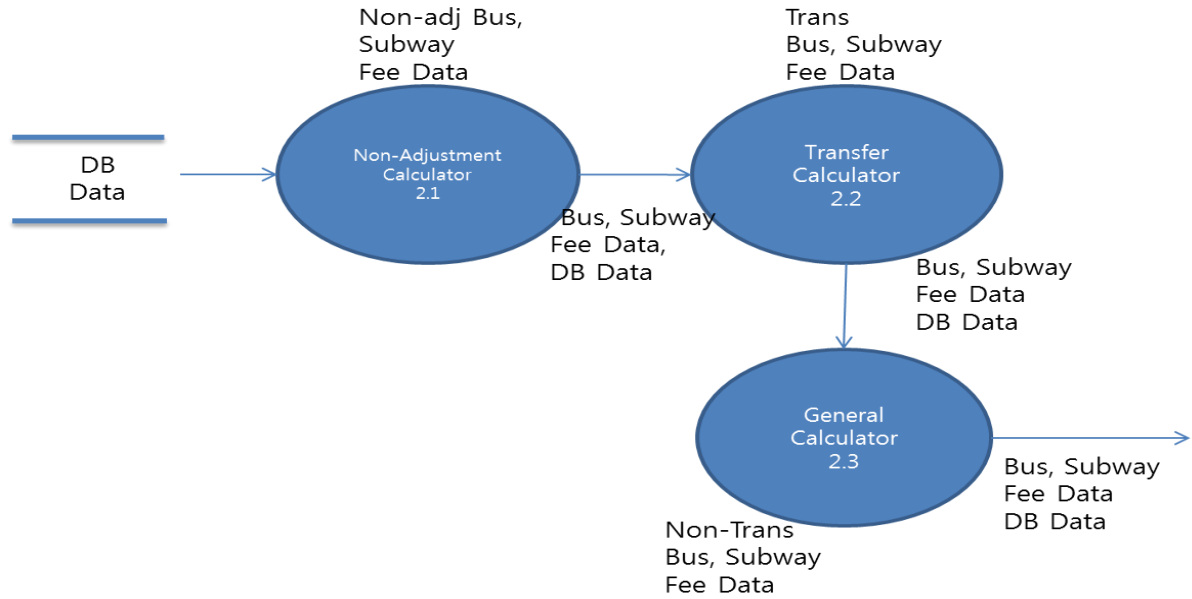 Non-adj Bus,
Subway
Fee Data
Trans
Bus, Subway
Fee Data
DB
Data
Non-Adjustment
Calculator
2.1
Transfer
Calculator
2.2
Bus, Subway
Fee Data,
DB Data
Bus, Subway
Fee Data
DB Data
General
Calculator
2.3
Bus, Subway
Fee Data
DB Data
Non-Trans
Bus, Subway
Fee Data